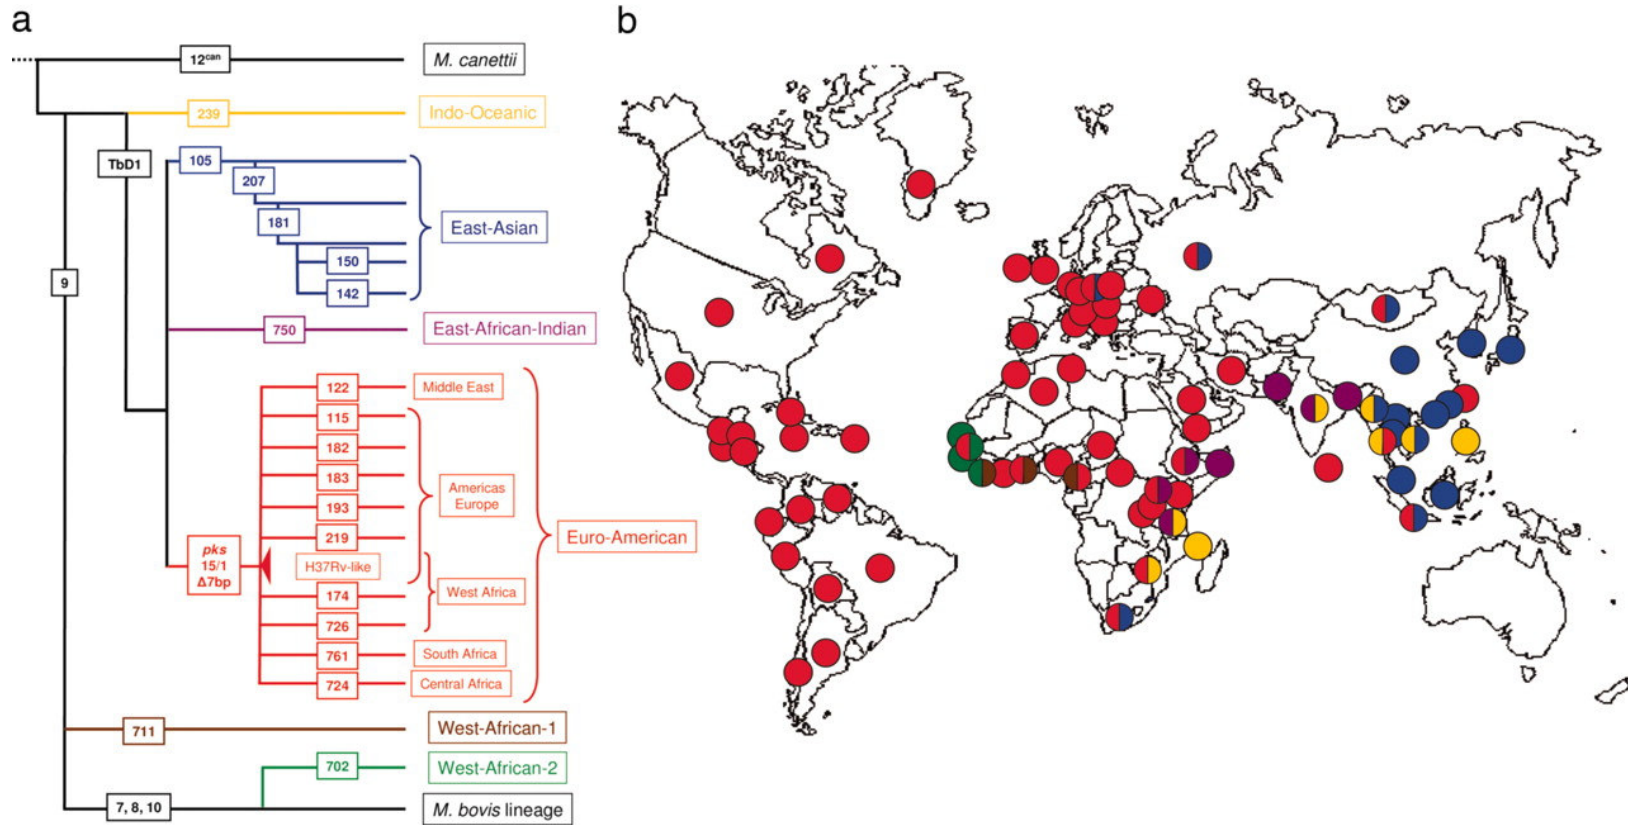 a
b
12can
M. canettii
239
Indo-Oceanic
TbD1
105
207
181
150
142
East-Asian
9
750
East-African-Indian
122
Middle East
115
182
183
193
219
Americas
Europe
pks
15/1
Δ7bp
H37Rv-like
174
West Africa
726
761
South Africa
724
Central Africa
Euro-American
711
West-African-1
702
West-African-2
7, 8, 10
M. bovis lineage